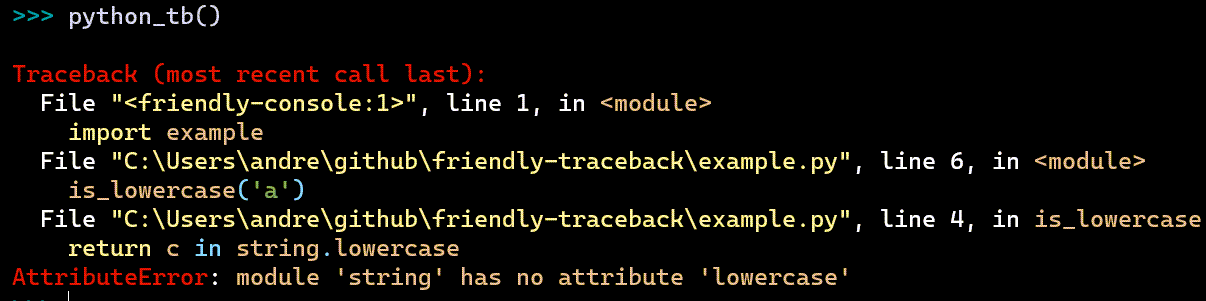 >>> python_tb()
Traceback (most recent call last):
  File "<friendly-console:1>", line 1, in <module>
    import example
  File "C:\Users\andre\github\friendly-traceback\example.py", line 6, in <module>
    is_lowercase('a')
  File "C:\Users\andre\github\friendly-traceback\example.py", line 4, in is_lowercase
    return c in string.lowercase
AttributeError: module 'string' has no attribute 'lowercase'
>>>